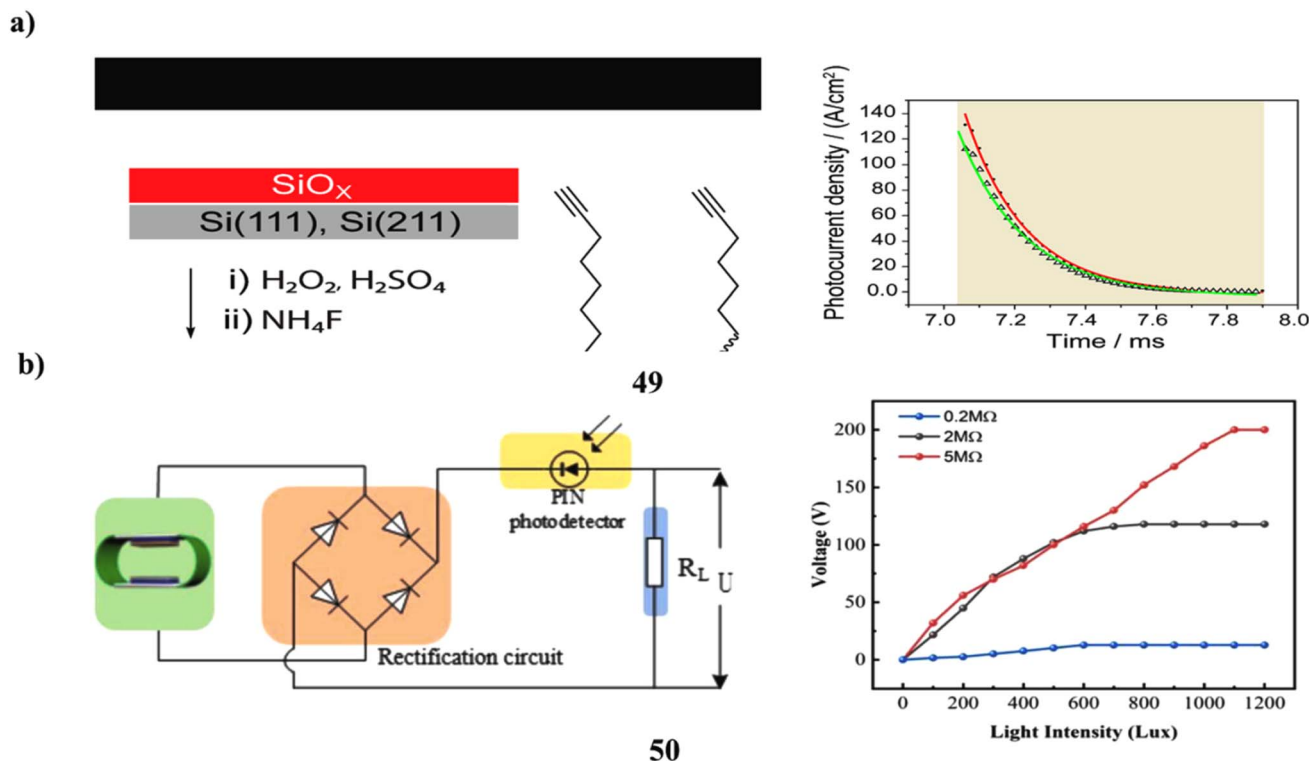 a)
SiOₓ
Si(111), Si(211)
i) H₂O₂, H₂SO₄
ii) NH₄F
Photocurrent density / (A/cm²)
140
120
100
80
60
40
20
0.0
7.0 7.2 7.4 7.6 7.8 8.0
Time / ms
b)
49
PIN
photodetector
R_L U
Rectification circuit
0.2MΩ
2MΩ
5MΩ
Voltage (V)
200
150
100
50
0
0 200 400 600 800 1000 1200
Light Intensity (Lux)
50